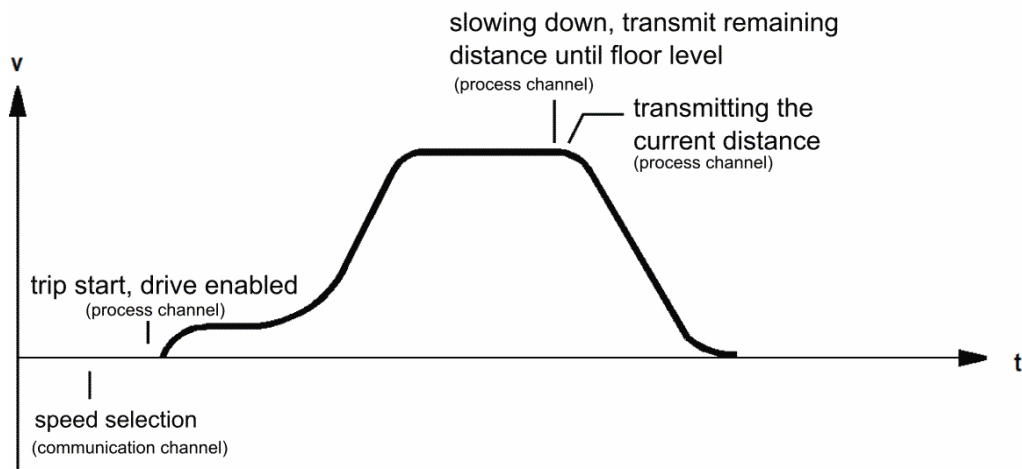 slowing down, transmit remaining
distance until floor level
(process channel)
v
transmitting the
current distance
(process channel)
trip start, drive enabled
(process channel)
t
speed selection
(communication channel)